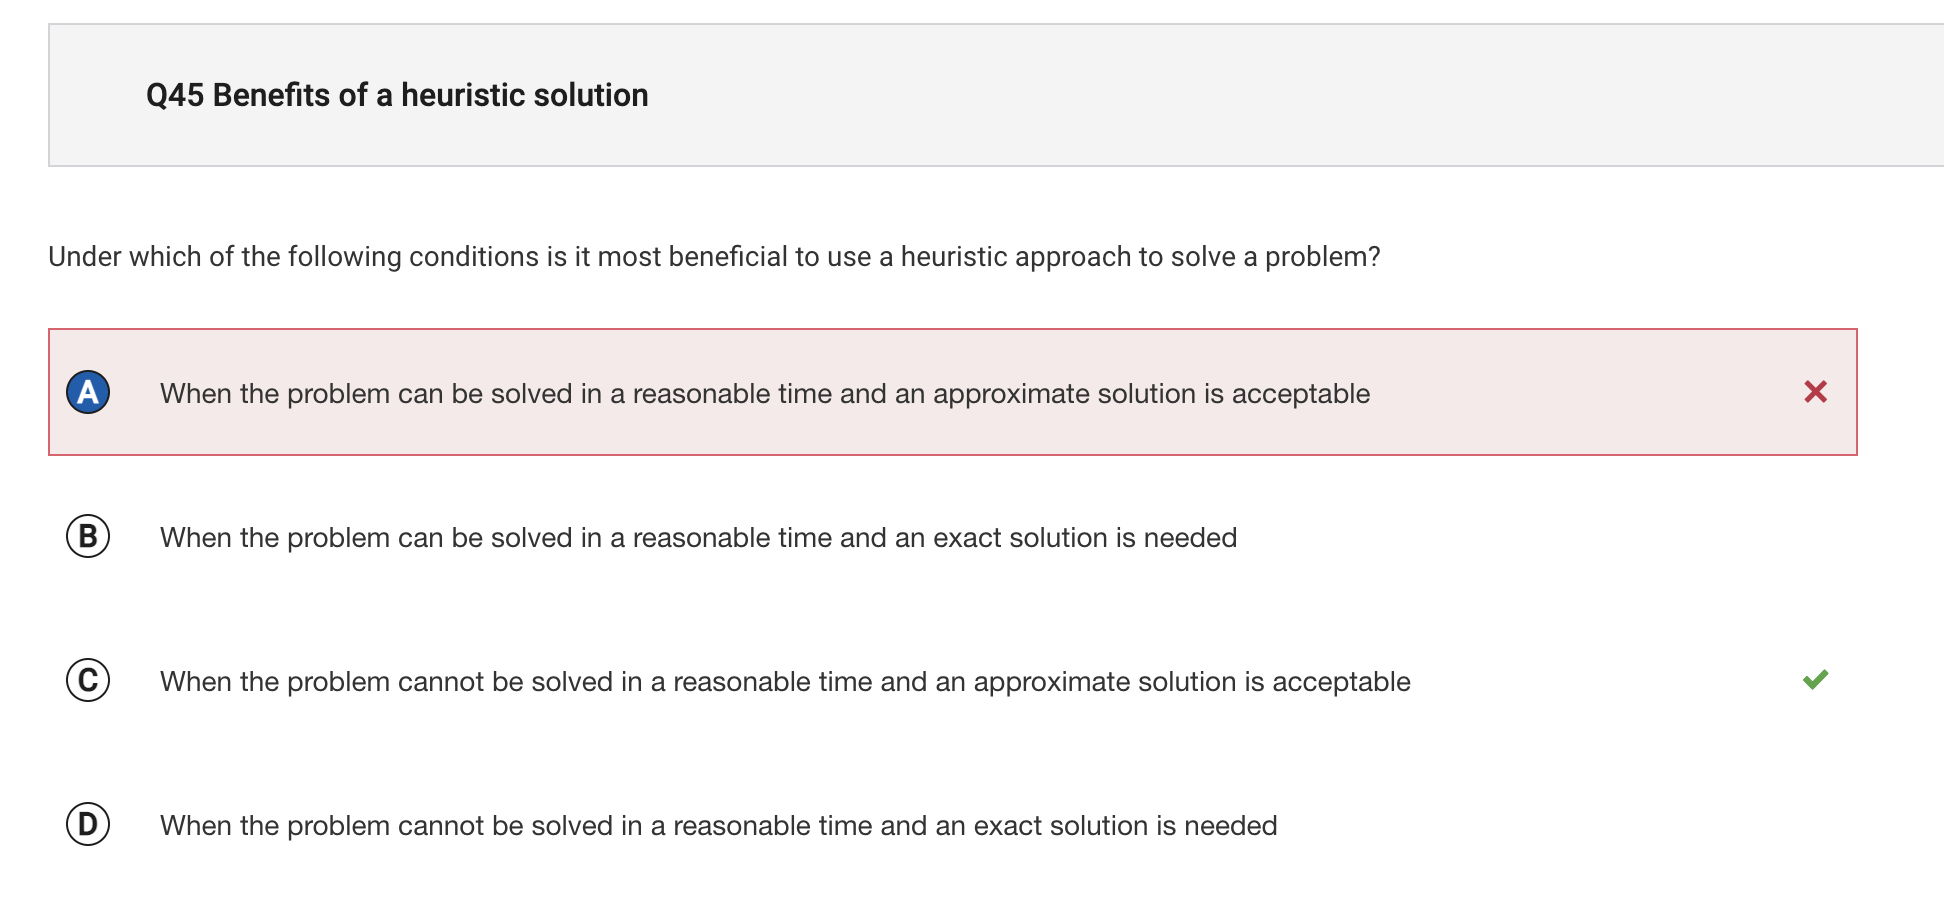 Q45 Benefits of a heuristic solution
Under which of the following conditions is it most beneficial to use a heuristic approach to solve a problem?
A When the problem can be solved in a reasonable time and an approximate solution is acceptable
B When the problem can be solved in a reasonable time and an exact solution is needed
C When the problem cannot be solved in a reasonable time and an approximate solution is acceptable
D When the problem cannot be solved in a reasonable time and an exact solution is needed